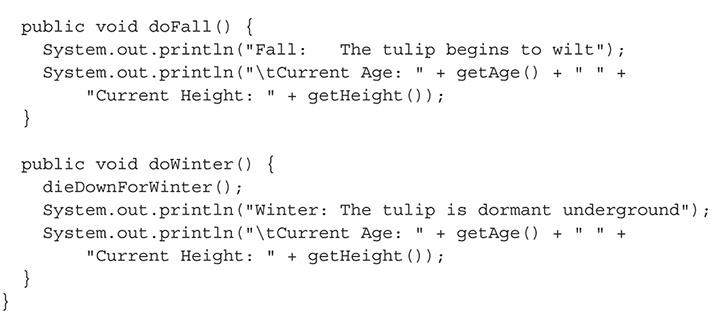 public void doFall() {
    System.out.println("Fall:   The tulip begins to wilt");
    System.out.println("\tCurrent Age: " + getAge() + " " +
        "Current Height: " + getHeight());
  }

  public void doWinter() {
    dieDownForWinter();
    System.out.println("Winter: The tulip is dormant underground");
    System.out.println("\tCurrent Age: " + getAge() + " " +
        "Current Height: " + getHeight());
  }
}